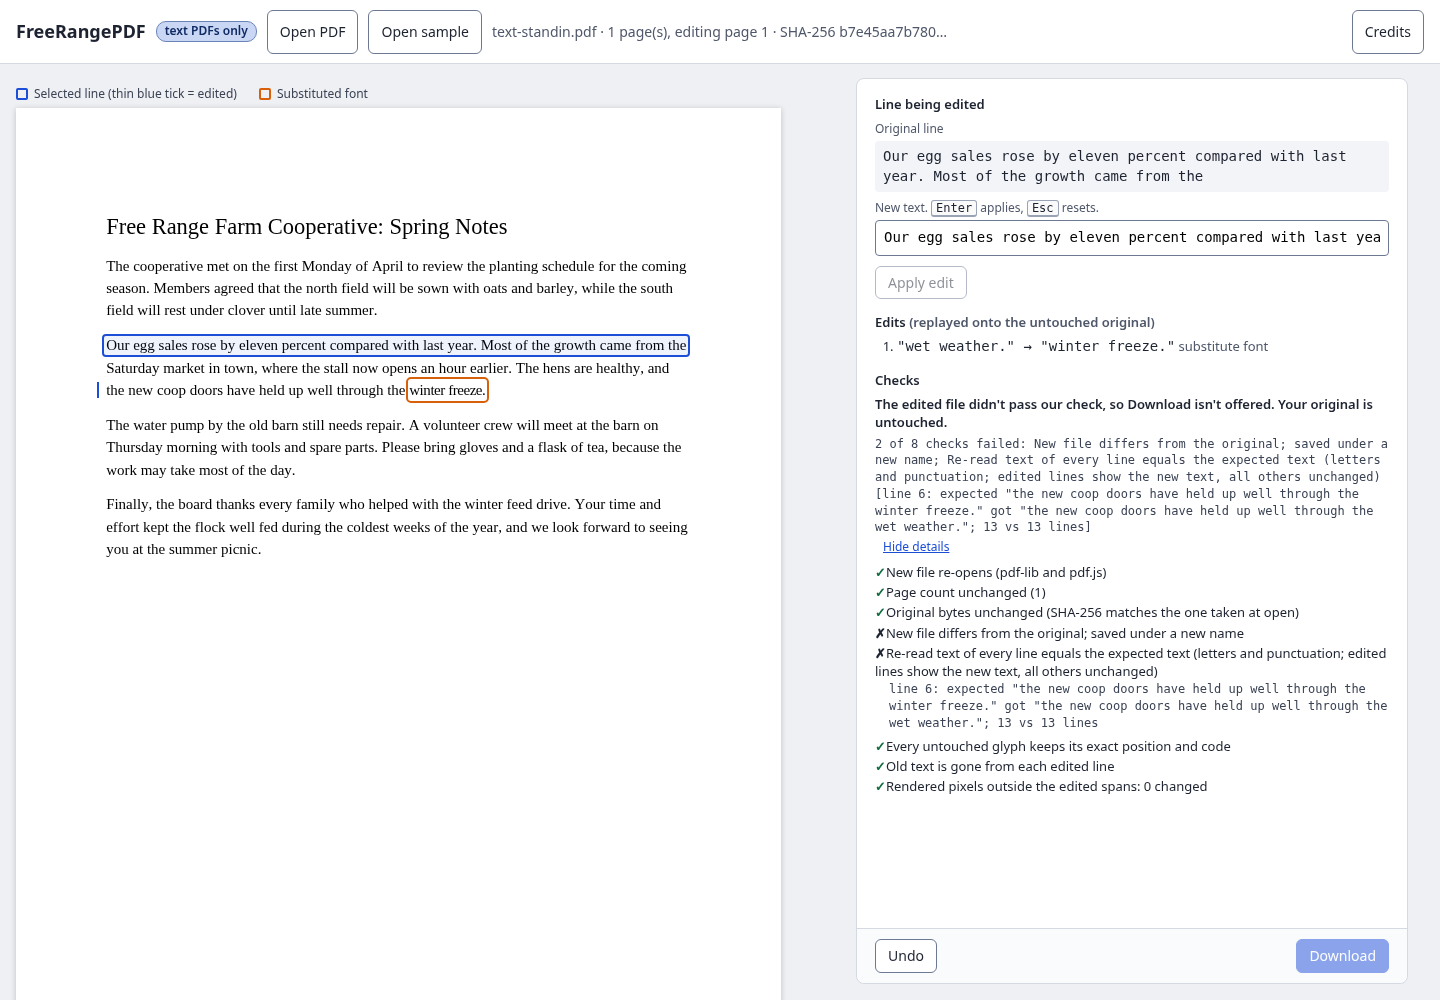 FreeRangePDF
text PDFs only
Open PDF
Open sample
text-standin.pdf · 1 page(s), editing page 1 · SHA-256 b7e45aa7b780…
Credits
Selected line (thin blue tick = edited)
Substituted font
Free Range Farm Cooperative: Spring Notes
The cooperative met on the first Monday of April to review the planting schedule for the coming
season. Members agreed that the north field will be sown with oats and barley, while the south
field will rest under clover until late summer.
Our egg sales rose by eleven percent compared with last year. Most of the growth came from the
Saturday market in town, where the stall now opens an hour earlier. The hens are healthy, and
the new coop doors have held up well through the winter freeze.
The water pump by the old barn still needs repair. A volunteer crew will meet at the barn on
Thursday morning with tools and spare parts. Please bring gloves and a flask of tea, because the
work may take most of the day.
Finally, the board thanks every family who helped with the winter feed drive. Your time and
effort kept the flock well fed during the coldest weeks of the year, and we look forward to seeing
you at the summer picnic.
Line being edited
Original line
Our egg sales rose by eleven percent compared with last
year. Most of the growth came from the
New text. Enter applies, Esc resets.
Our egg sales rose by eleven percent compared with last yea
Apply edit
Edits (replayed onto the untouched original)
1. "wet weather." → "winter freeze." substitute font
Checks
The edited file didn't pass our check, so Download isn't offered. Your original is
untouched.
2 of 8 checks failed: New file differs from the original; saved under a
new name; Re-read text of every line equals the expected text (letters
and punctuation; edited lines show the new text, all others unchanged)
[line 6: expected "the new coop doors have held up well through the
winter freeze." got "the new coop doors have held up well through the
wet weather."; 13 vs 13 lines]
Hide details
✓New file re-opens (pdf-lib and pdf.js)
✓Page count unchanged (1)
✓Original bytes unchanged (SHA-256 matches the one taken at open)
✗New file differs from the original; saved under a new name
✗Re-read text of every line equals the expected text (letters and punctuation; edited
lines show the new text, all others unchanged)
line 6: expected "the new coop doors have held up well through the
winter freeze." got "the new coop doors have held up well through the
wet weather."; 13 vs 13 lines
✓Every untouched glyph keeps its exact position and code
✓Old text is gone from each edited line
✓Rendered pixels outside the edited spans: 0 changed
Undo
Download